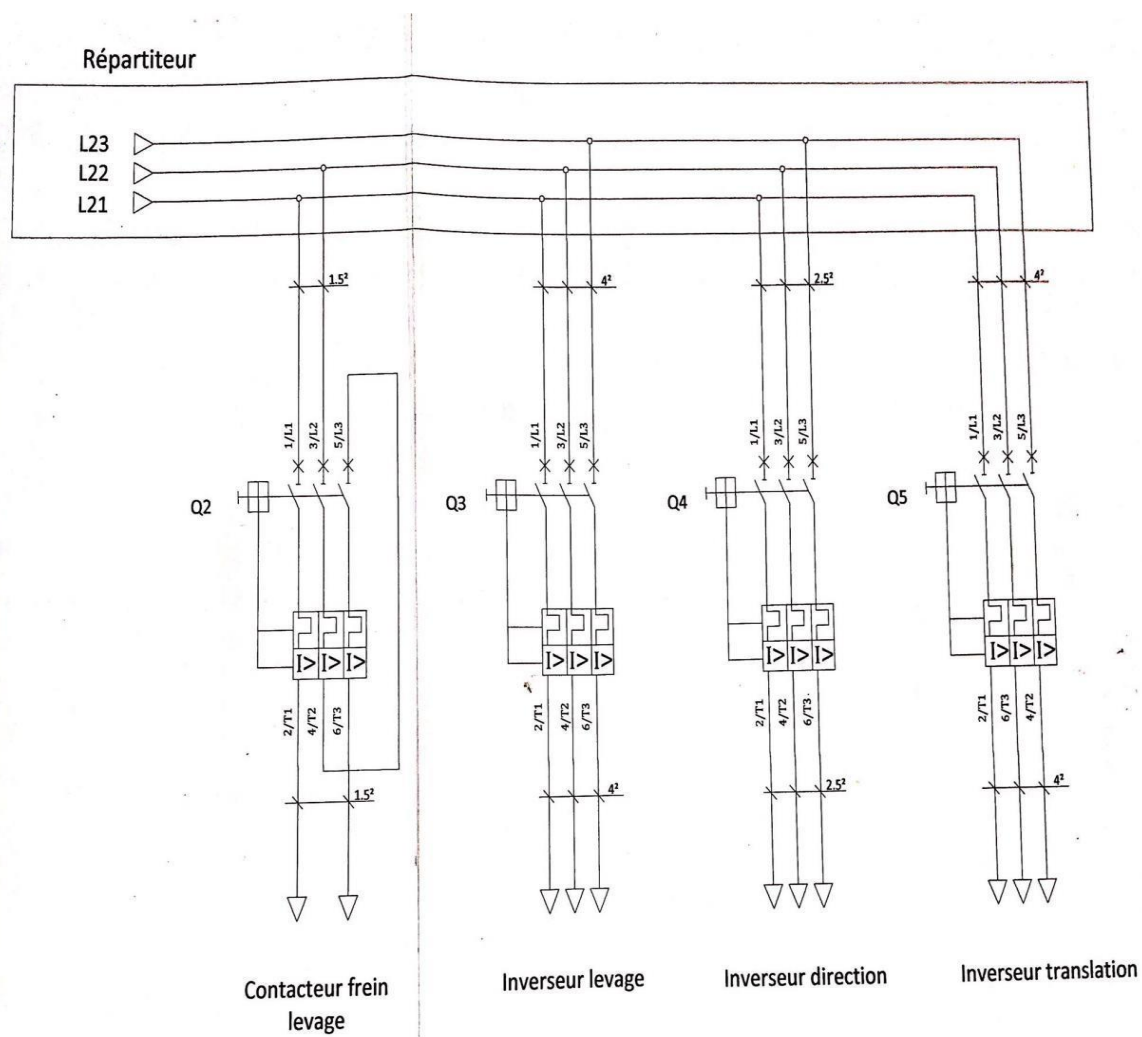 Répartiteur
L23
L22
L21
1.5²
4²
2.5²
4²
1/L1
3/L2
5/L3
1/L1
3/L2
5/L3
1/L1
3/L2
5/L3
1/L1
3/L2
5/L3
Q2
Q3
Q4
Q5
I>
I>
I>
I>
I>
I>
I>
I>
I>
I>
I>
I>
2/T1
4/T2
6/T3
2/T1
4/T2
6/T3
2/T1
4/T2
6/T3
2/T1
6/T3
4/T2
1.5²
4²
2.5²
4²
Contacteur frein
levage
Inverseur levage
Inverseur direction
Inverseur translation